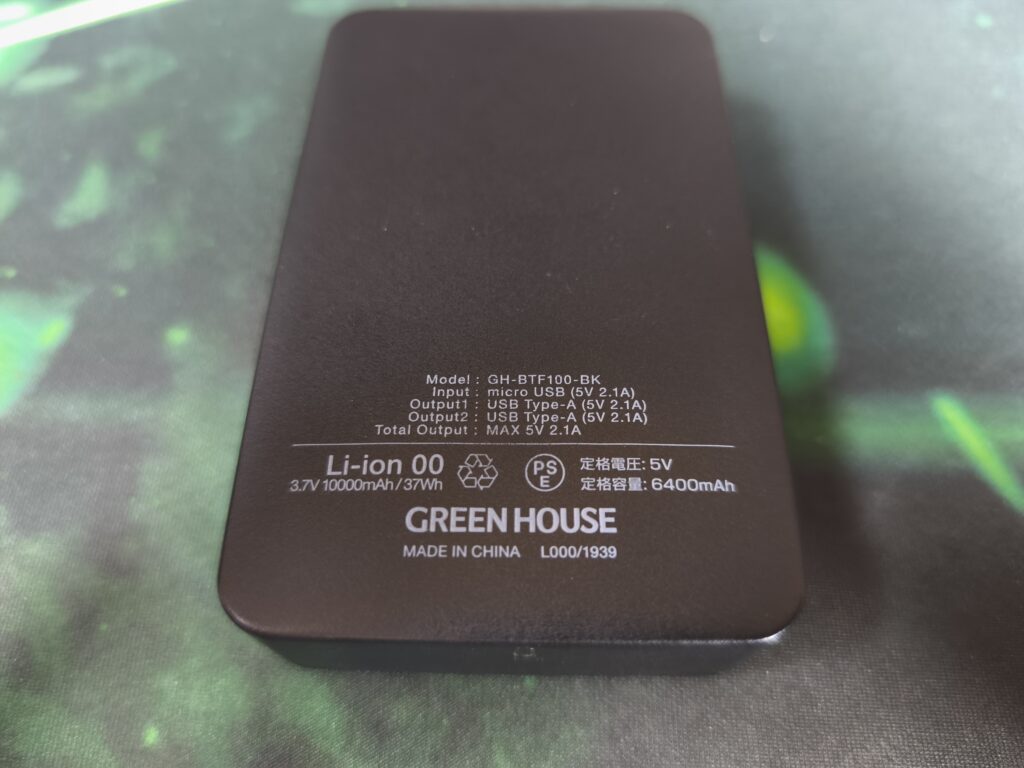 Model : GH-BTF100-BK
Input : micro USB (5V 2.1A)
Output1 : USB Type-A (5V 2.1A)
Output2 : USB Type-A (5V 2.1A)
Total Output : MAX 5V 2.1A
Li-ion 00
3.7V 10000mAh / 37Wh
PSE
定格電圧: 5V
定格容量: 6400mAh
GREEN HOUSE
MADE IN CHINA L000/1939